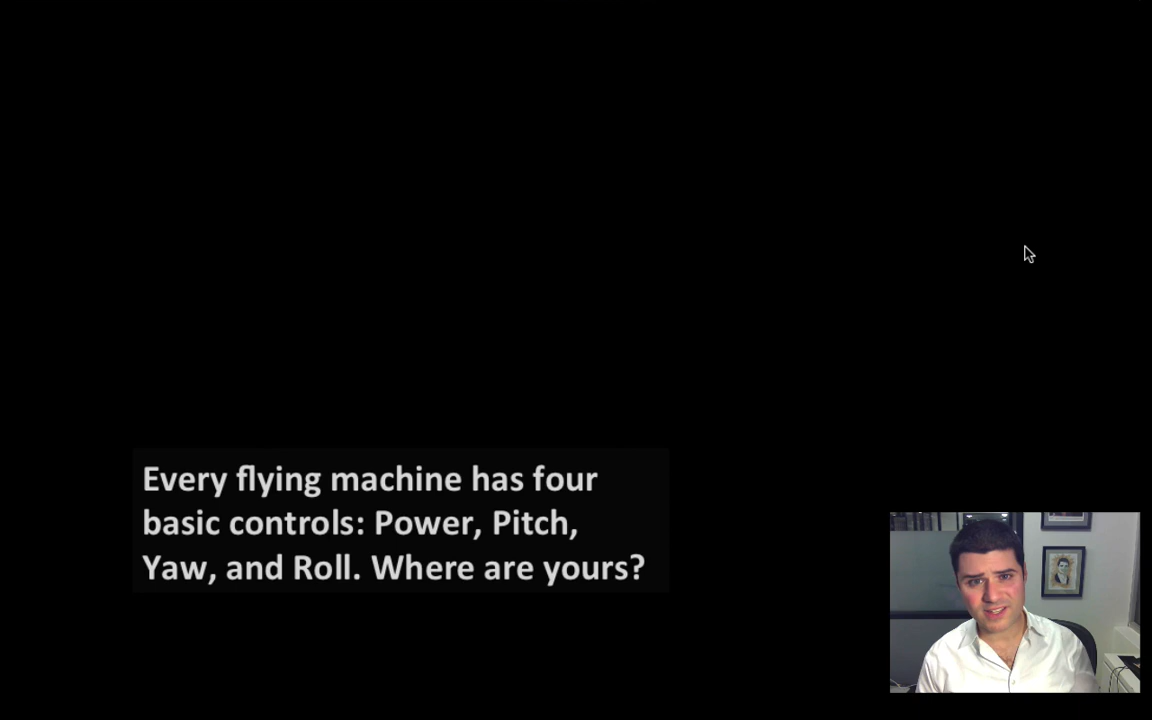 Every flying machine has four
basic controls: Power, Pitch,
Yaw, and Roll. Where are yours?